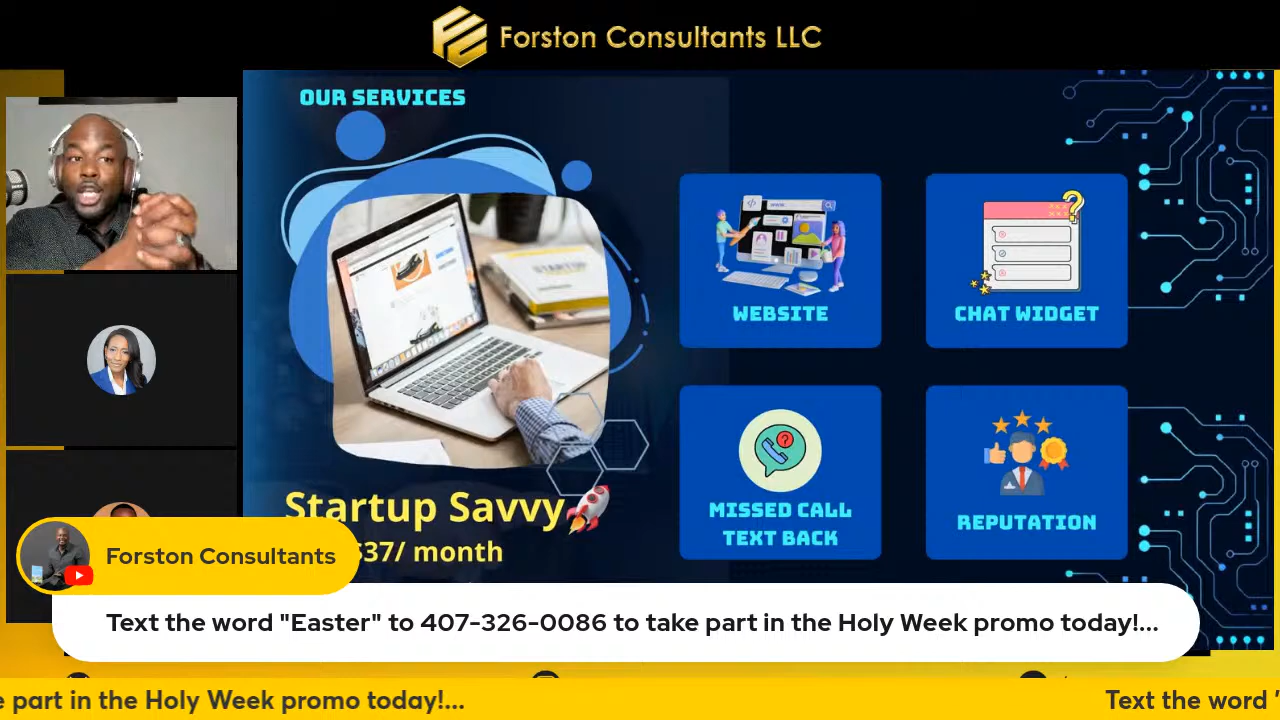 Forston Consultants LLC
OUR SERVICES
WEBSITE
CHAT WIDGET
Startup Savvy
$37/ month
MISSED CALL
TEXT BACK
REPUTATION
Forston Consultants
Text the word "Easter" to 407-326-0086 to take part in the Holy Week promo today!...
part in the Holy Week promo today!...
Text the word